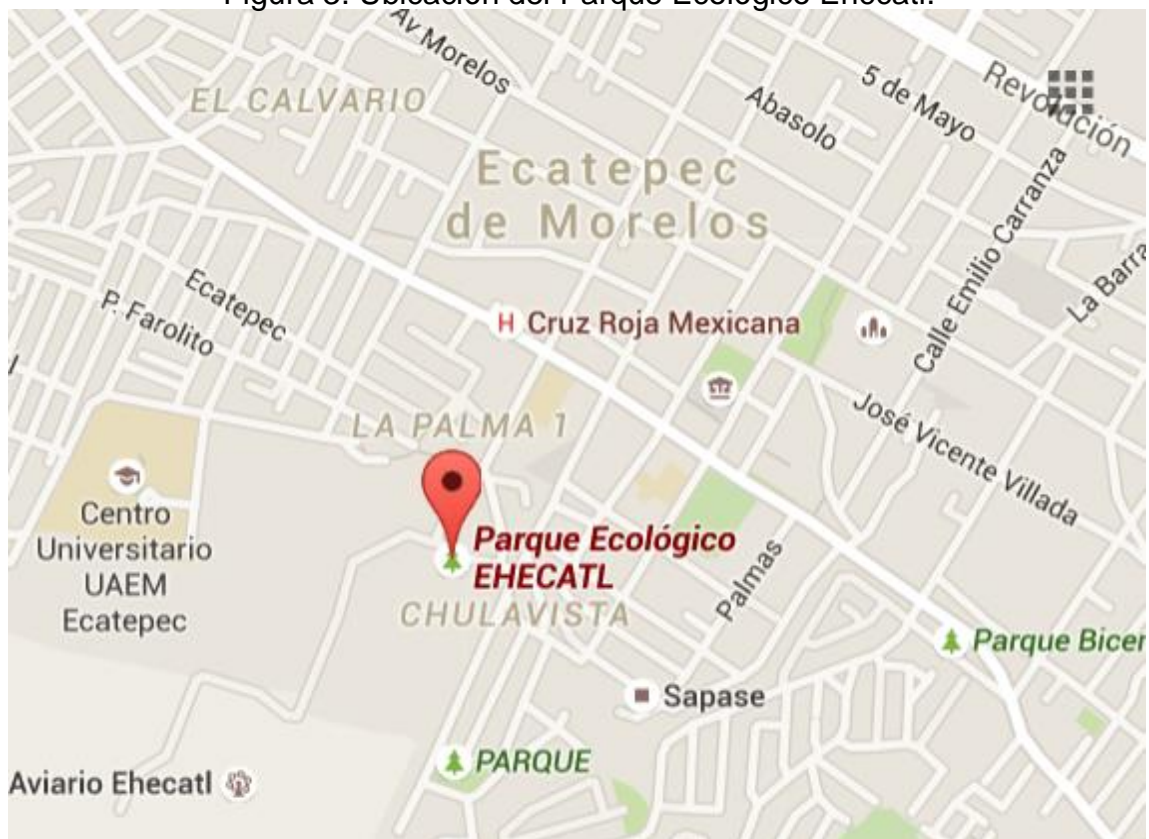 Av Morelos
EL CALVARIO
5 de Mayo
Revolución
Abasolo
Ecatepec
de Morelos
Calle Emilio Carranza
La Barra
Ecatepec
P. Farolito
H Cruz Roja Mexicana
José Vicente Villada
LA PALMA 1
Centro
Universitario
UAEM
Ecatepec
Parque Ecológico
EHECATL
CHULAVISTA
Palmas
Parque Bicen
Sapase
PARQUE
Aviario Ehecatl